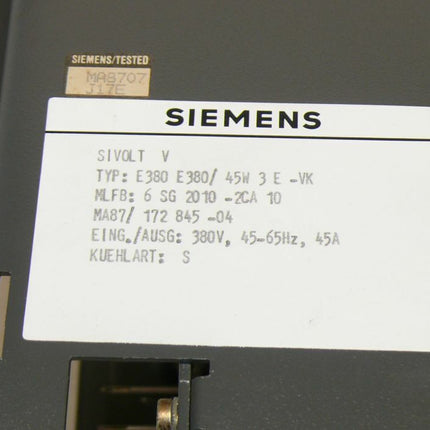 SIEMENS/TESTED
MA8707
J17E
SIEMENS
SIVOLT V
TYP: E380 E380/ 45W 3 E -VK
MLFB: 6 SG 2010 -2CA 10
MA87/ 172 845 -04
EING./AUSG: 380V, 45-65Hz, 45A
KUEHLART: S